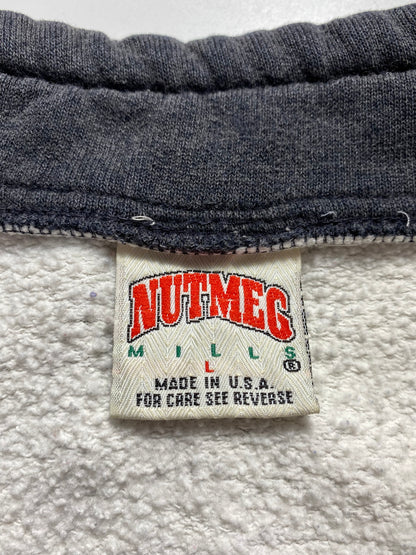 NUTMEG
MILLS
®
L
MADE IN U.S.A.
FOR CARE SEE REVERSE